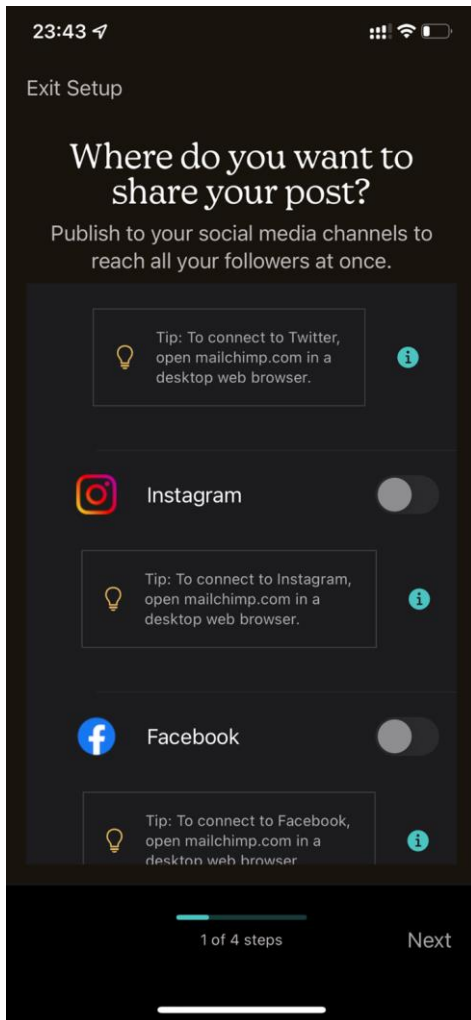 23:43
Exit Setup
Where do you want to
share your post?
Publish to your social media channels to
reach all your followers at once.
Tip: To connect to Twitter,
open mailchimp.com in a
desktop web browser.
Instagram
Tip: To connect to Instagram,
open mailchimp.com in a
desktop web browser.
Facebook
Tip: To connect to Facebook,
open mailchimp.com in a
desktop web browser
1 of 4 steps
Next